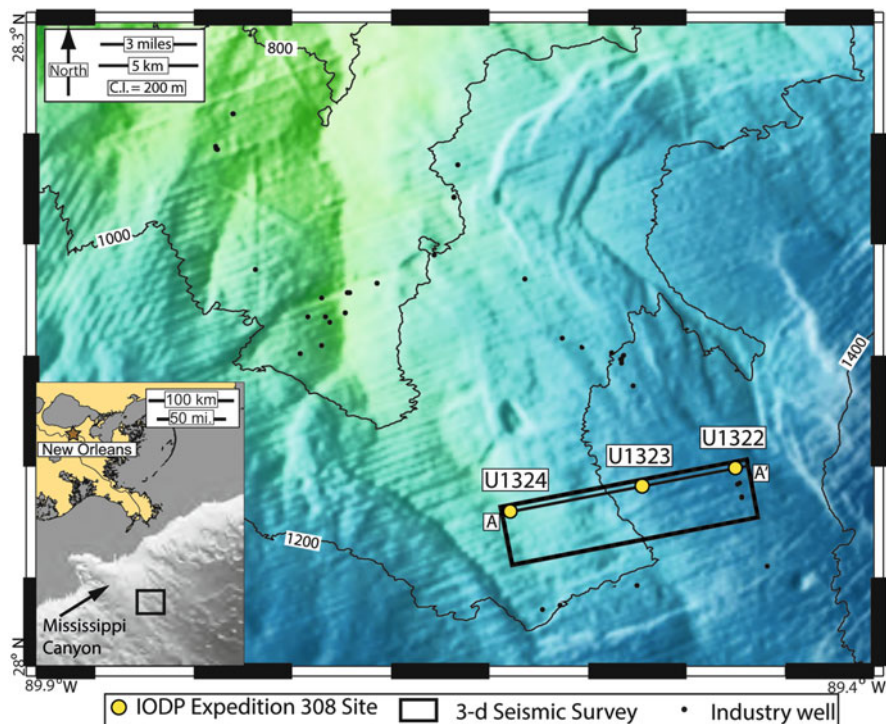 28.3° N
3 miles
5 km
C.I. = 200 m
North
800
1000
1400
100 km
50 mi.
New Orleans
U1322
U1323
U1324
A'
A
1200
Mississippi
Canyon
28° N
89.9° W
89.4° W
IODP Expedition 308 Site
3-d Seismic Survey
Industry well